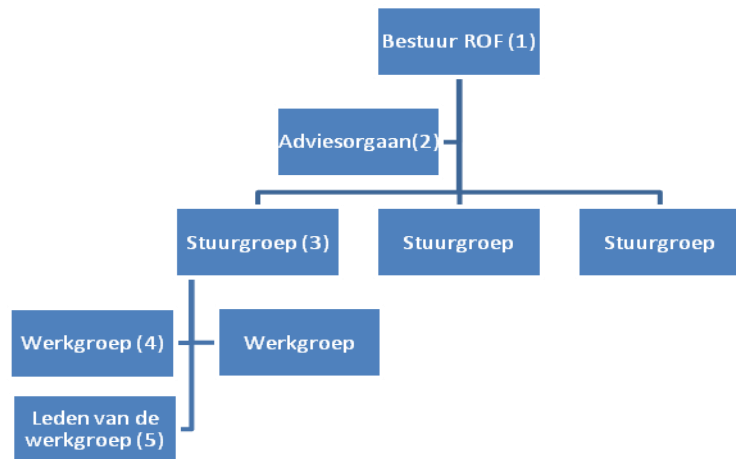 Bestuur ROF (1)
Adviesorgaan(2)
Stuurgroep (3)
Stuurgroep
Stuurgroep
Werkgroep (4)
Werkgroep
Leden van de
werkgroep (5)